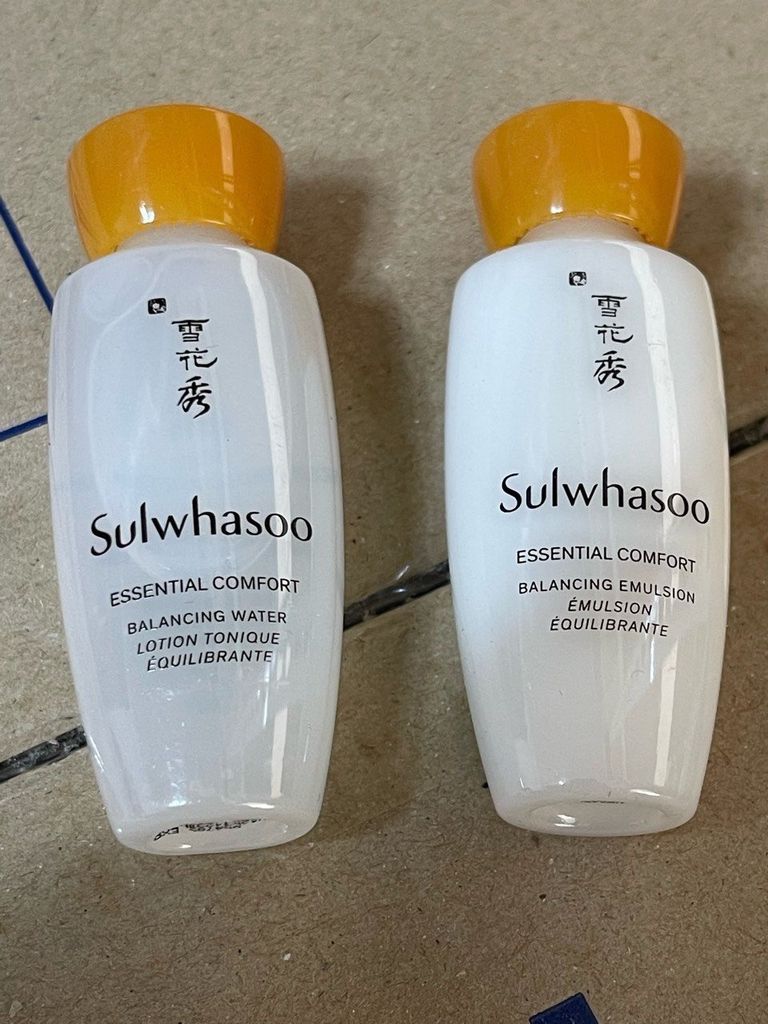 雪花秀
Sulwhasoo
ESSENTIAL COMFORT
BALANCING WATER
LOTION TONIQUE
ÉQUILIBRANTE
EXP
雪花秀
Sulwhasoo
ESSENTIAL COMFORT
BALANCING EMULSION
ÉMULSION
ÉQUILIBRANTE